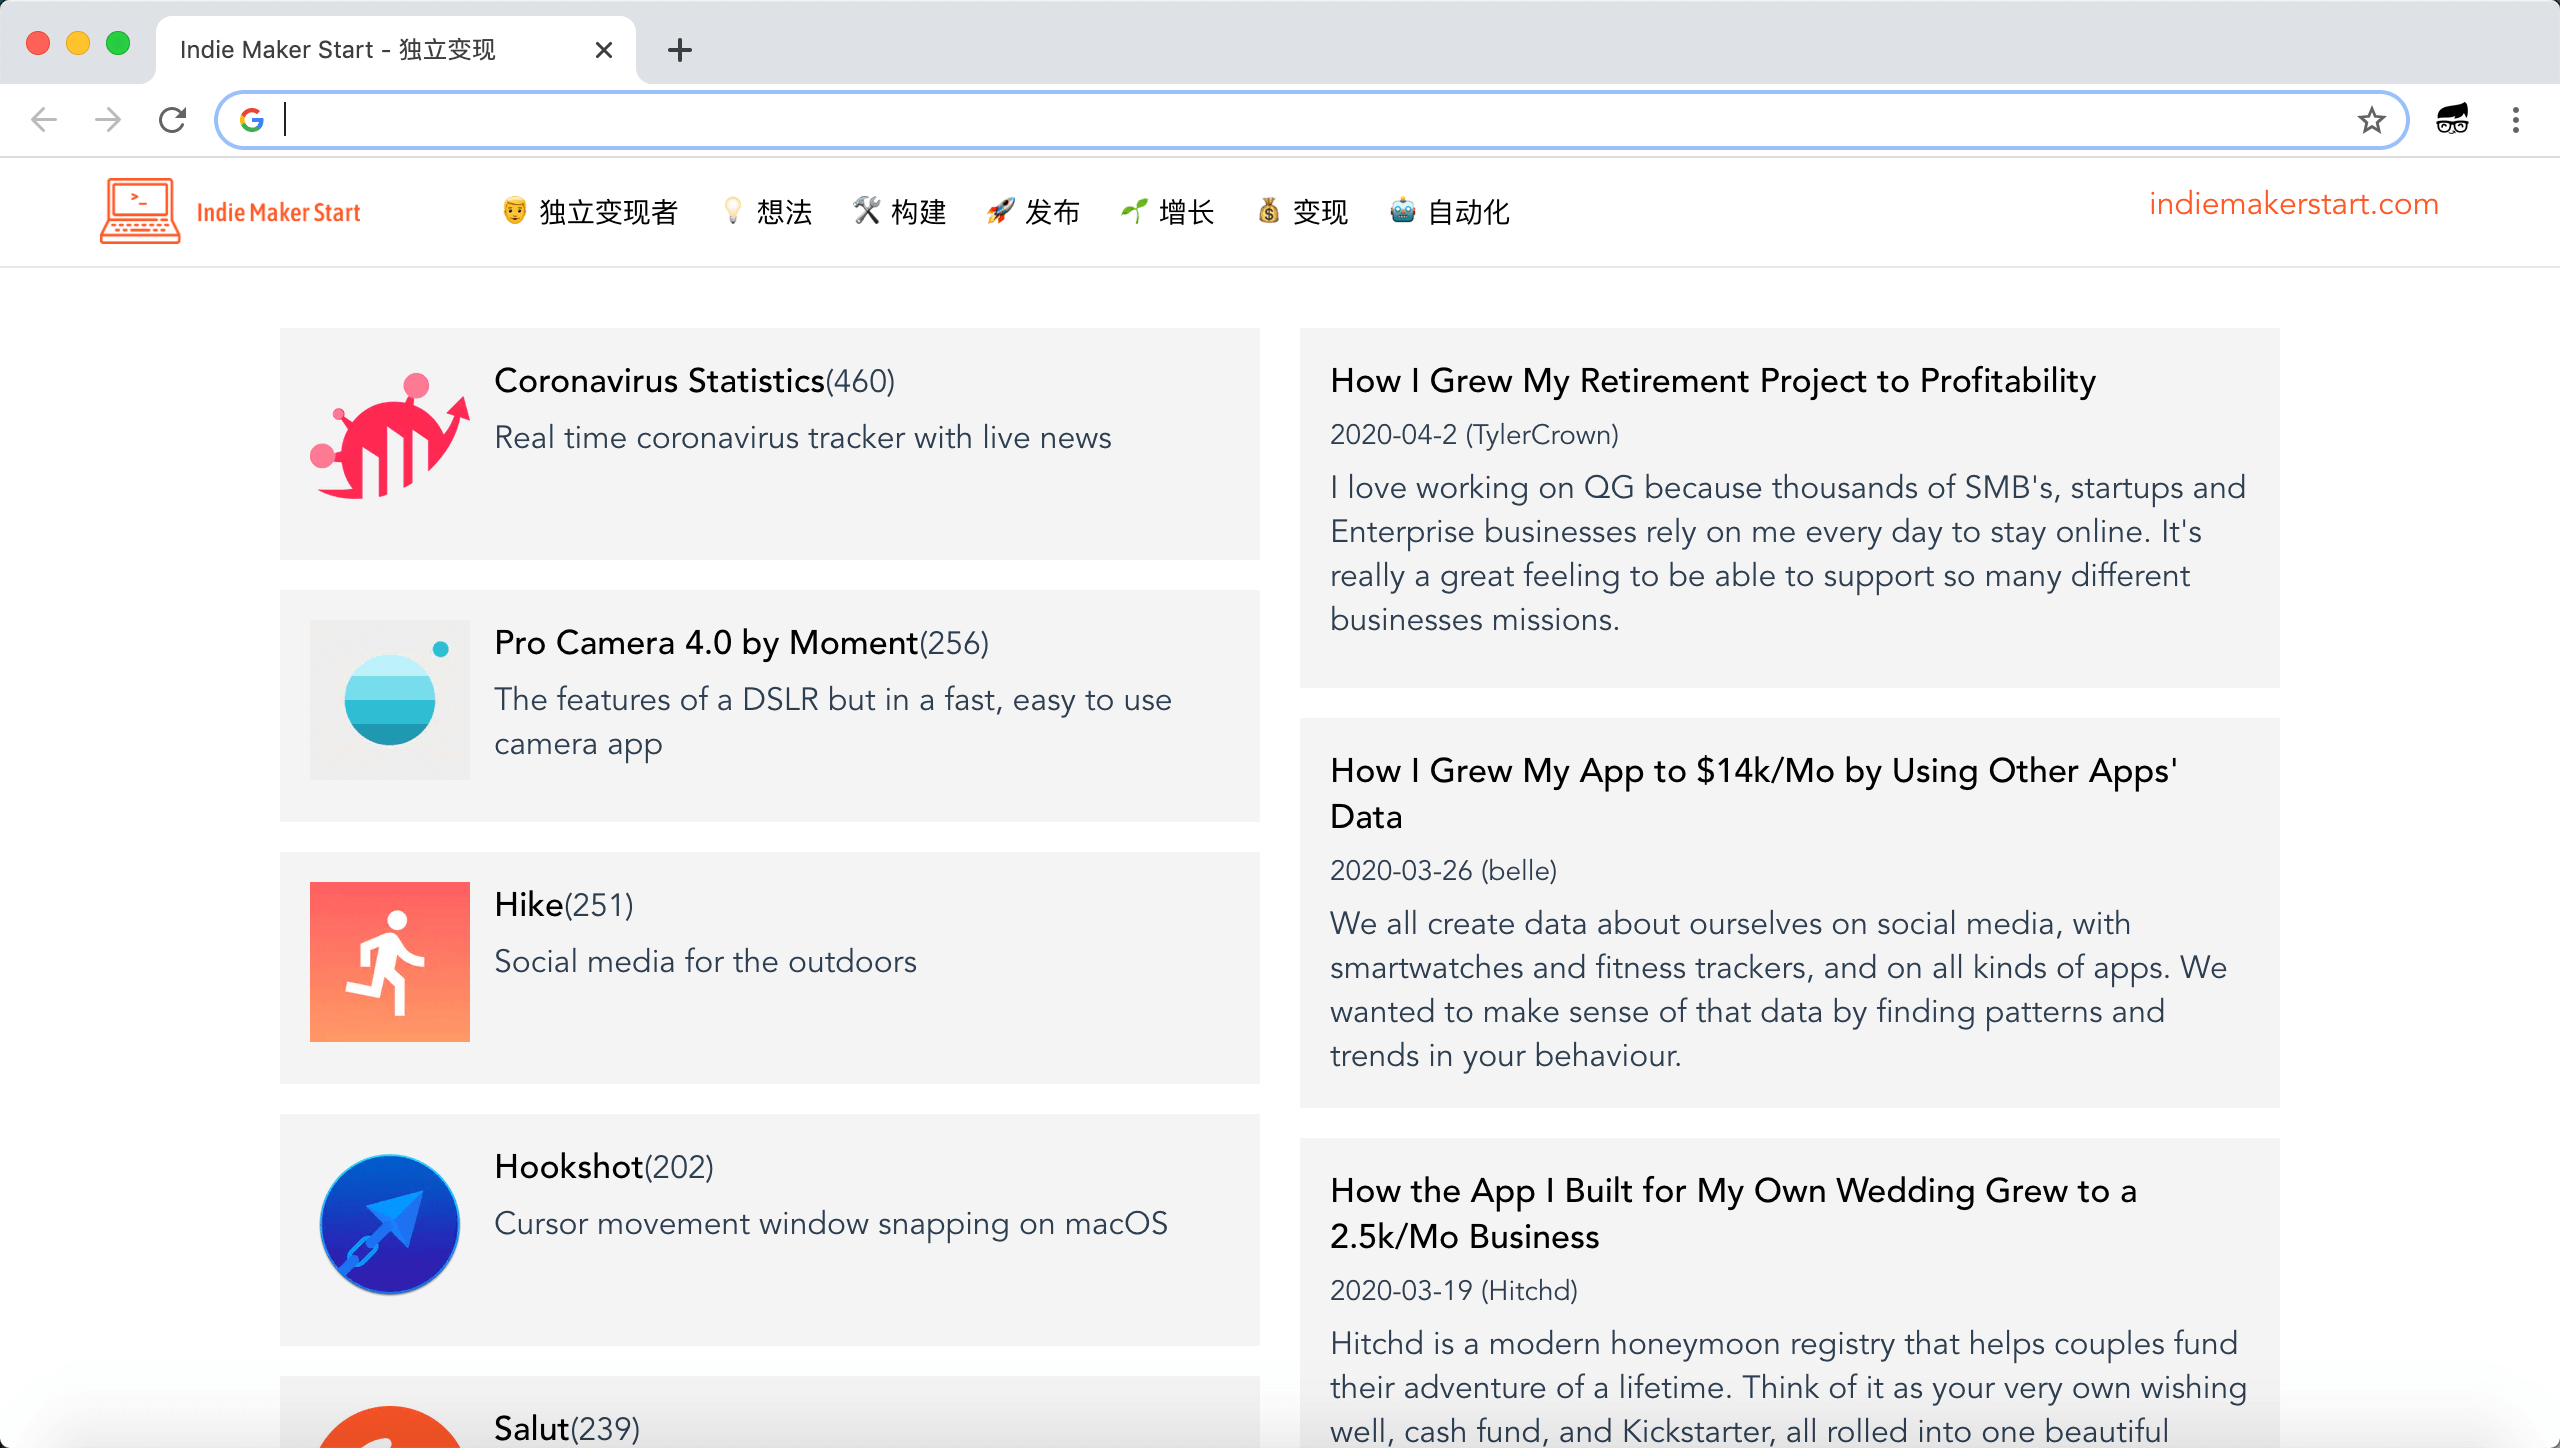 Indie Maker Start - 独立变现
Indie Maker Start
独立变现者
想法
构建
发布
增长
变现
自动化
indiemakerstart.com
Coronavirus Statistics(460)
Real time coronavirus tracker with live news
Pro Camera 4.0 by Moment(256)
The features of a DSLR but in a fast, easy to use
camera app
Hike(251)
Social media for the outdoors
Hookshot(202)
Cursor movement window snapping on macOS
Salut(239)
How I Grew My Retirement Project to Profitability
2020-04-2 (TylerCrown)
I love working on QG because thousands of SMB's, startups and
Enterprise businesses rely on me every day to stay online. It's
really a great feeling to be able to support so many different
businesses missions.
How I Grew My App to $14k/Mo by Using Other Apps'
Data
2020-03-26 (belle)
We all create data about ourselves on social media, with
smartwatches and fitness trackers, and on all kinds of apps. We
wanted to make sense of that data by finding patterns and
trends in your behaviour.
How the App I Built for My Own Wedding Grew to a
2.5k/Mo Business
2020-03-19 (Hitchd)
Hitchd is a modern honeymoon registry that helps couples fund
their adventure of a lifetime. Think of it as your very own wishing
well, cash fund, and Kickstarter, all rolled into one beautiful